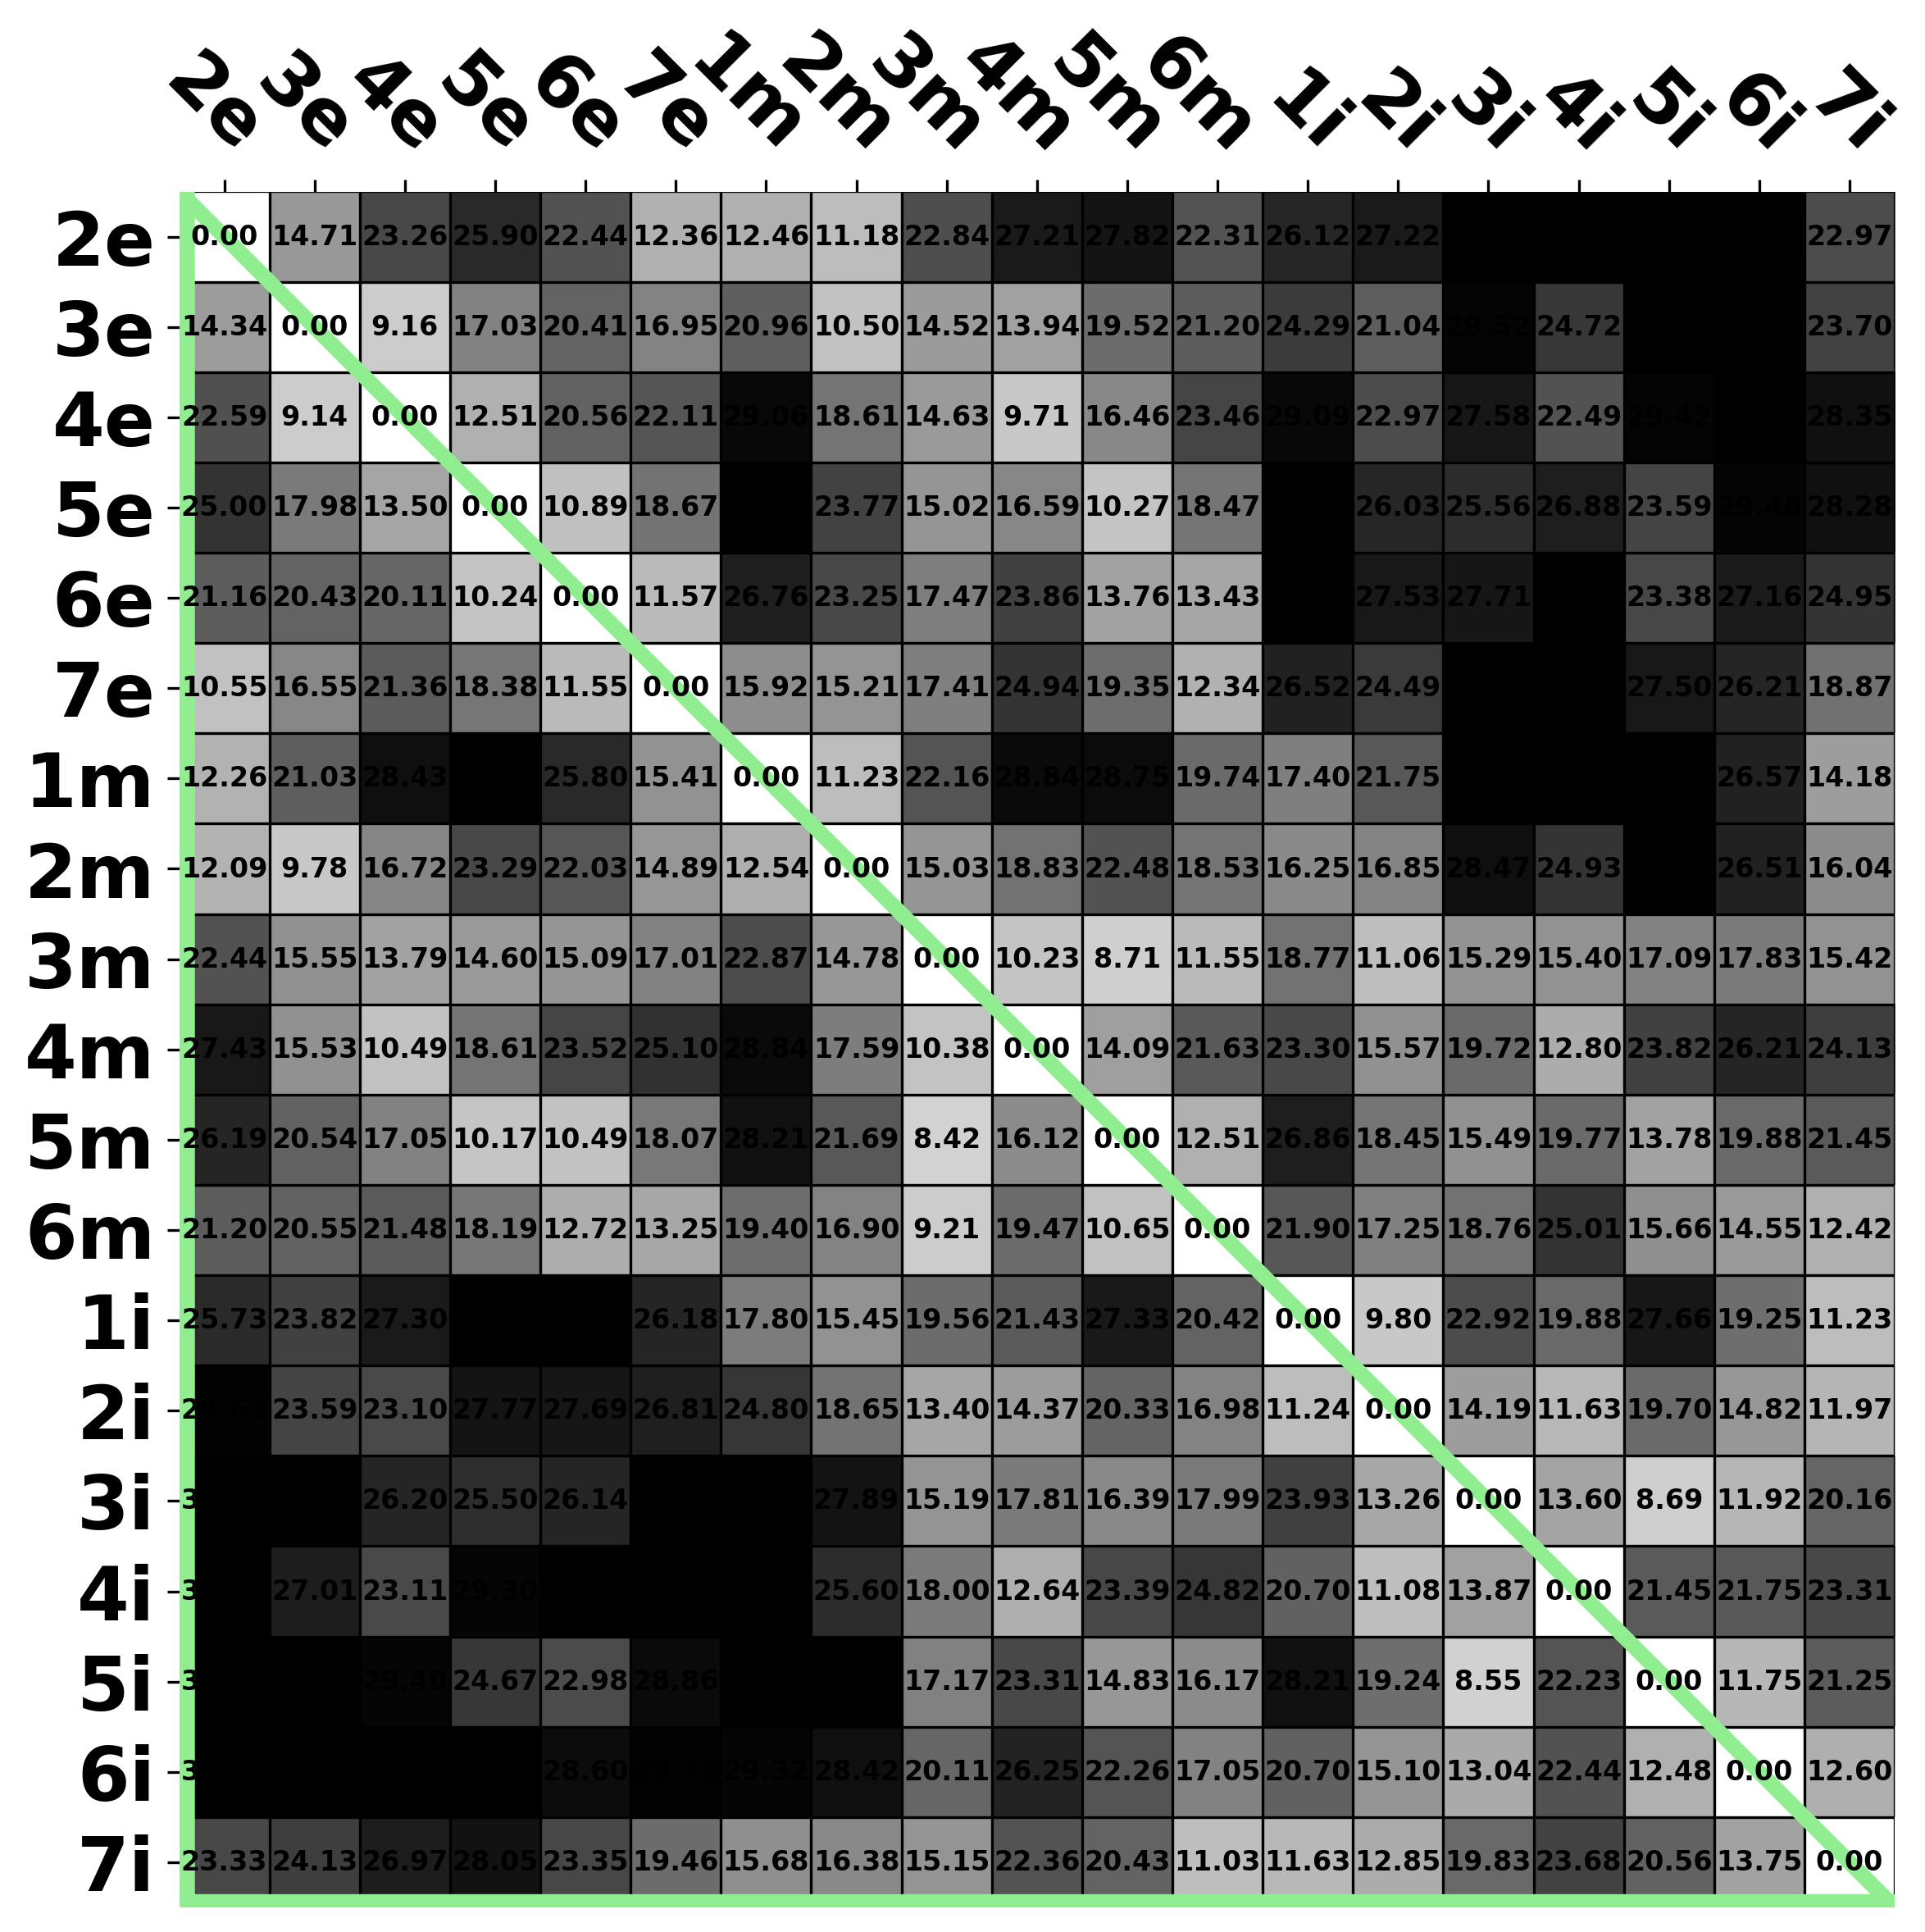 2e 3e 4e 5e 6e 7e 1m 2m 3m 4m 5m 6m 1i 2i 3i 4i 5i 6i 7i
2e 0.00 14.71 23.26 25.90 22.44 12.36 12.46 11.18 22.84 27.21 27.82 22.31 26.12 27.22 22.97
3e 14.34 0.00 9.16 17.03 20.41 16.95 20.96 10.50 14.52 13.94 19.52 21.20 24.29 21.04 29.52 24.72 23.70
4e 22.59 9.14 0.00 12.51 20.56 22.11 29.06 18.61 14.63 9.71 16.46 23.46 29.09 22.97 27.58 22.49 29.42 28.35
5e 25.00 17.98 13.50 0.00 10.89 18.67 23.77 15.02 16.59 10.27 18.47 26.03 25.56 26.88 23.59 29.48 28.28
6e 21.16 20.43 20.11 10.24 0.00 11.57 26.76 23.25 17.47 23.86 13.76 13.43 27.53 27.71 23.38 27.16 24.95
7e 10.55 16.55 21.36 18.38 11.55 0.00 15.92 15.21 17.41 24.94 19.35 12.34 26.52 24.49 27.50 26.21 18.87
1m 12.26 21.03 28.43 25.80 15.41 0.00 11.23 22.16 28.84 28.75 19.74 17.40 21.75 26.57 14.18
2m 12.09 9.78 16.72 23.29 22.03 14.89 12.54 0.00 15.03 18.83 22.48 18.53 16.25 16.85 28.47 24.93 26.51 16.04
3m 22.44 15.55 13.79 14.60 15.09 17.01 22.87 14.78 0.00 10.23 8.71 11.55 18.77 11.06 15.29 15.40 17.09 17.83 15.42
4m 27.43 15.53 10.49 18.61 23.52 25.10 28.84 17.59 10.38 0.00 14.09 21.63 23.30 15.57 19.72 12.80 23.82 26.21 24.13
5m 26.19 20.54 17.05 10.17 10.49 18.07 28.21 21.69 8.42 16.12 0.00 12.51 26.86 18.45 15.49 19.77 13.78 19.88 21.45
6m 21.20 20.55 21.48 18.19 12.72 13.25 19.40 16.90 9.21 19.47 10.65 0.00 21.90 17.25 18.76 25.01 15.66 14.55 12.42
1i 25.73 23.82 27.30 26.18 17.80 15.45 19.56 21.43 27.33 20.42 0.00 9.80 22.92 19.88 27.66 19.25 11.23
2i 29.63 23.59 23.10 27.77 27.69 26.81 24.80 18.65 13.40 14.37 20.33 16.98 11.24 0.00 14.19 11.63 19.70 14.82 11.97
3i 26.20 25.50 26.14 27.89 15.19 17.81 16.39 17.99 23.93 13.26 0.00 13.60 8.69 11.92 20.16
4i 27.01 23.11 29.30 25.60 18.00 12.64 23.39 24.82 20.70 11.08 13.87 0.00 21.45 21.75 23.31
5i 29.40 24.67 22.98 28.86 17.17 23.31 14.83 16.17 28.21 19.24 8.55 22.23 0.00 11.75 21.25
6i 28.60 29.73 29.32 28.42 20.11 26.25 22.26 17.05 20.70 15.10 13.04 22.44 12.48 0.00 12.60
7i 23.33 24.13 26.97 28.05 23.35 19.46 15.68 16.38 15.15 22.36 20.43 11.03 11.63 12.85 19.83 23.68 20.56 13.75 0.00